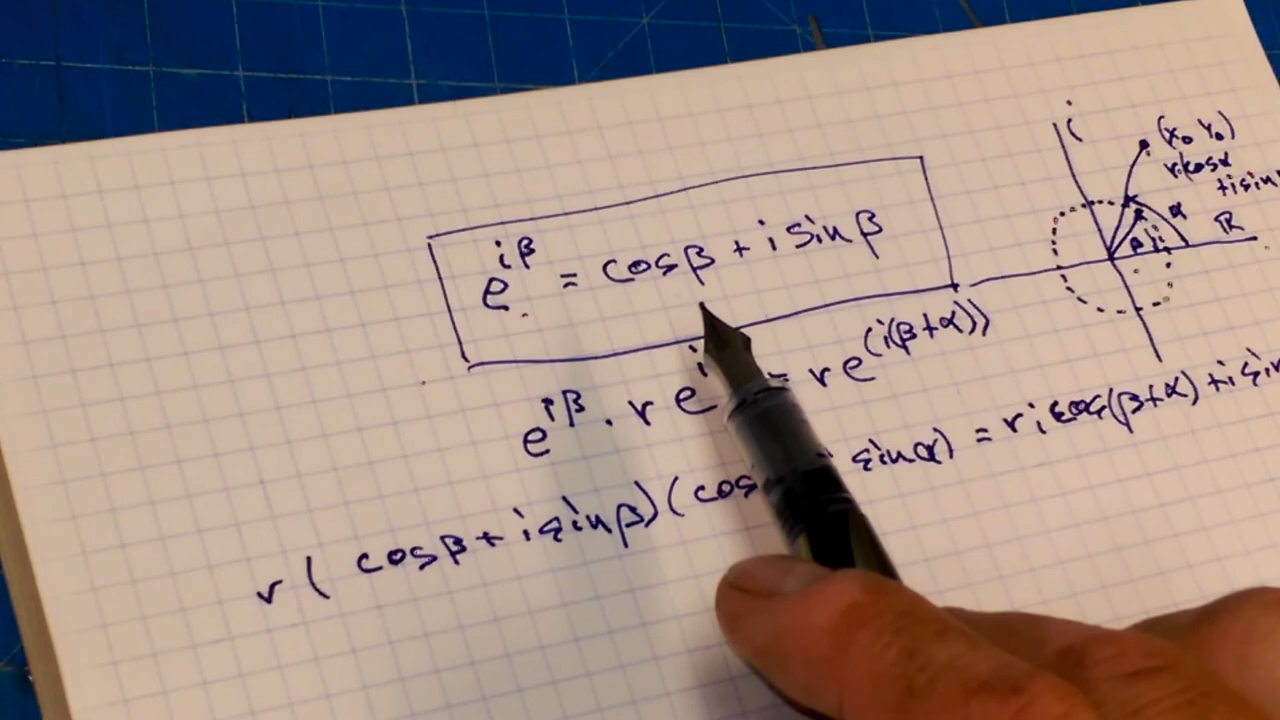 e^{iβ} = cosβ + i sinβ
e^{iβ} · r e^{i = r e^{(i(β+α))}
r ( cosβ + i sinβ) (cos sinα) = r i cos(β+α) + i sin
i
(x₀ y₀)
r cosα
+ i sin
α
β
R